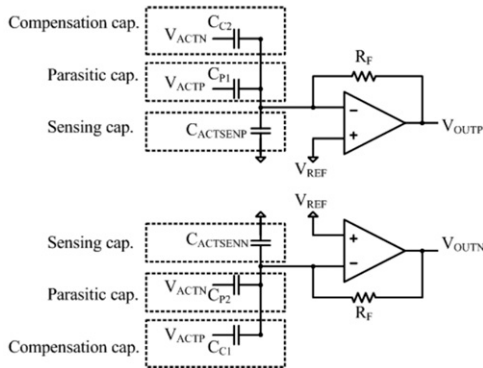 Compensation cap. V_ACTN C_C2
Parasitic cap. V_ACTP C_P1
R_F
−
+
V_OUTP
Sensing cap. C_ACTSENP
V_REF
V_REF
Sensing cap. C_ACTSENN
+
−
V_OUTN
Parasitic cap. V_ACTN C_P2
R_F
V_ACTP C_C1
Compensation cap.